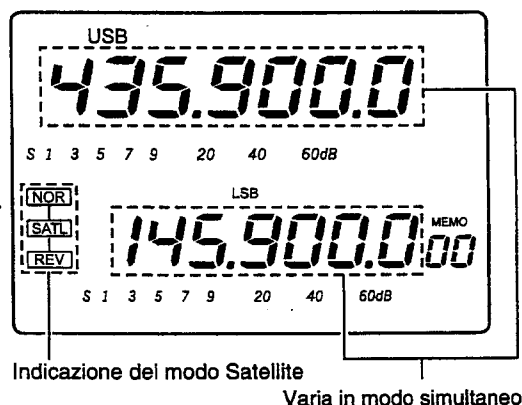 USB
435.900.0
S 1 3 5 7 9 20 40 60dB
NOR
SATL
REV
LSB
145.900.0
MEMO
00
S 1 3 5 7 9 20 40 60dB
Indicazione del modo Satellite
Varia in modo simultaneo